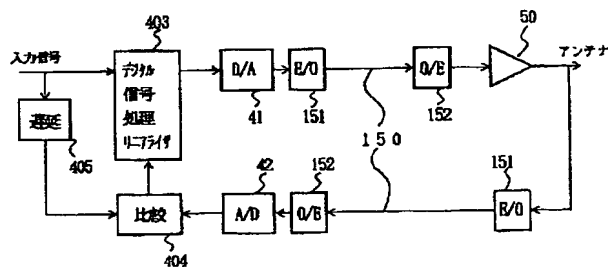 403
50
入力信号
デジタル
信号
処理
リニアライザ
D/A
E/O
O/E
アンテナ
41
151
152
遅延
405
150
42
152
151
比較
A/D
O/E
E/O
404